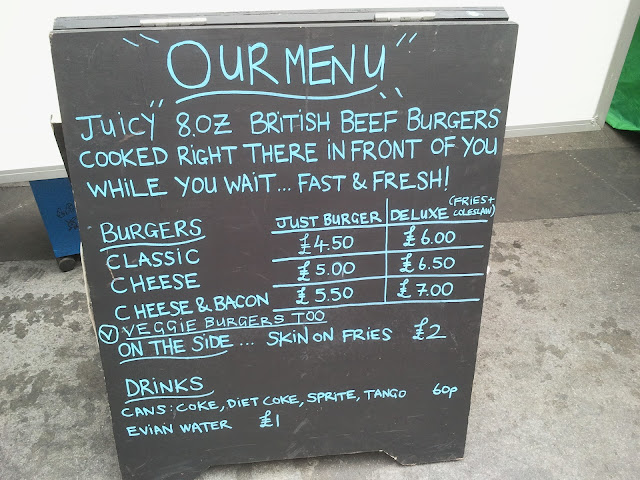 "OUR MENU"
JUICY 8.OZ BRITISH BEEF BURGERS
COOKED RIGHT THERE IN FRONT OF YOU
WHILE YOU WAIT... FAST & FRESH!
BURGERS JUST BURGER DELUXE (FRIES + COLESLAW)
CLASSIC £4.50 £6.00
CHEESE £5.00 £6.50
CHEESE & BACON £5.50 £7.00
V VEGGIE BURGERS TOO
ON THE SIDE ... SKIN ON FRIES £2
DRINKS
CANS: COKE, DIET COKE, SPRITE, TANGO 60p
EVIAN WATER £1